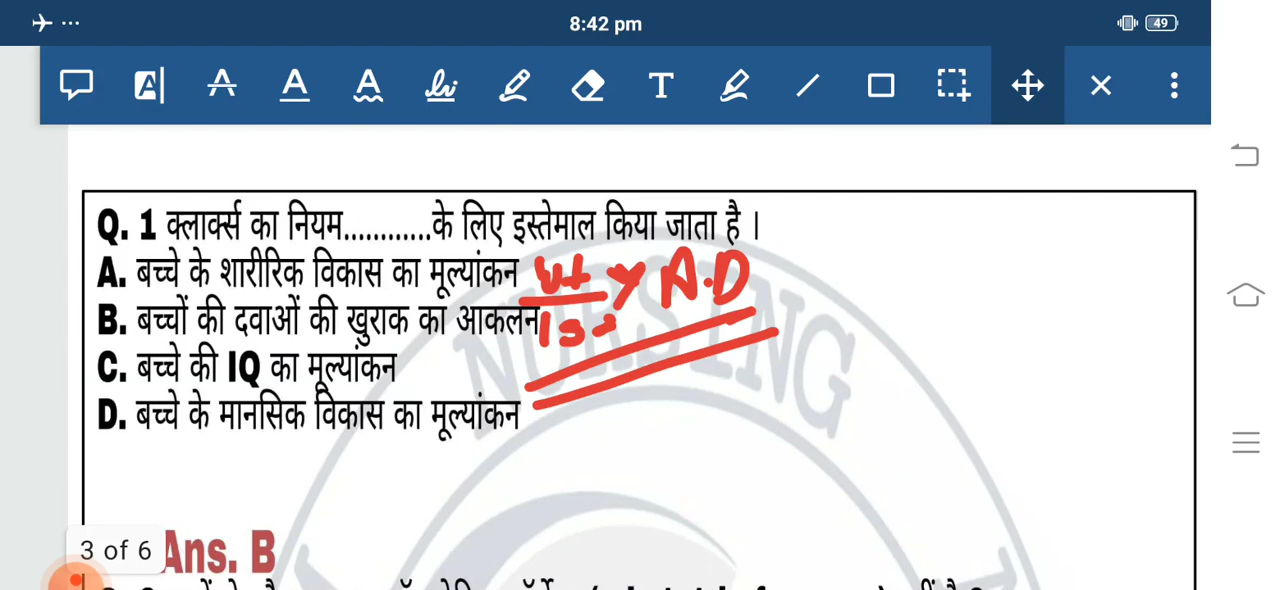 8:42 pm
49
Q. 1 क्लार्क्स का नियम............के लिए इस्तेमाल किया जाता है ।
A. बच्चे के शारीरिक विकास का मूल्यांकन
B. बच्चों की दवाओं की खुराक का आकलन
C. बच्चे की IQ का मूल्यांकन
D. बच्चे के मानसिक विकास का मूल्यांकन
wt
A.D
NURSING
3 of 6
Ans. B